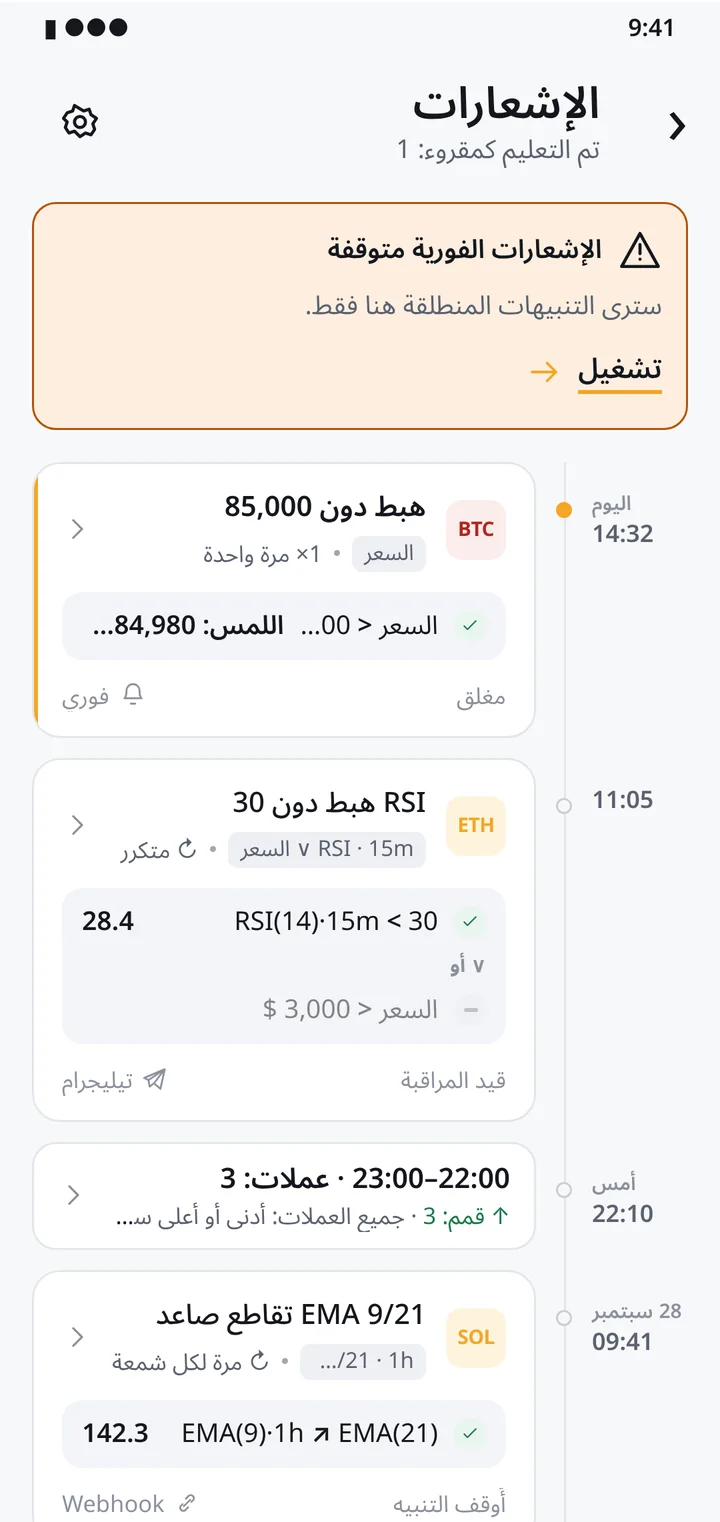 9:41
الإشعارات
تم التعليم كمقروء: 1
الإشعارات الفورية متوقفة
سترى التنبيهات المنطلقة هنا فقط.
تشغيل →
اليوم
14:32
BTC
هبط دون 85,000
السعر • 1× مرة واحدة
✓ السعر < 00... اللمس: 84,980...
مغلق
فوري
11:05
ETH
RSI هبط دون 30
RSI · 15m ∨ السعر • ↻ متكرر
✓ RSI(14)·15m < 30 28.4
∨ أو
– السعر < 3,000 $
قيد المراقبة
تيليجرام
أمس
22:10
22:00–23:00 · عملات: 3
↑ قمم: 3 · جميع العملات: أدنى أو أعلى سـ...
28 سبتمبر
09:41
SOL
EMA 9/21 تقاطع صاعد
.../21 · 1h • ↻ مرة لكل شمعة
✓ EMA(9)·1h ↗ EMA(21) 142.3
أوقف التنبيه
Webhook